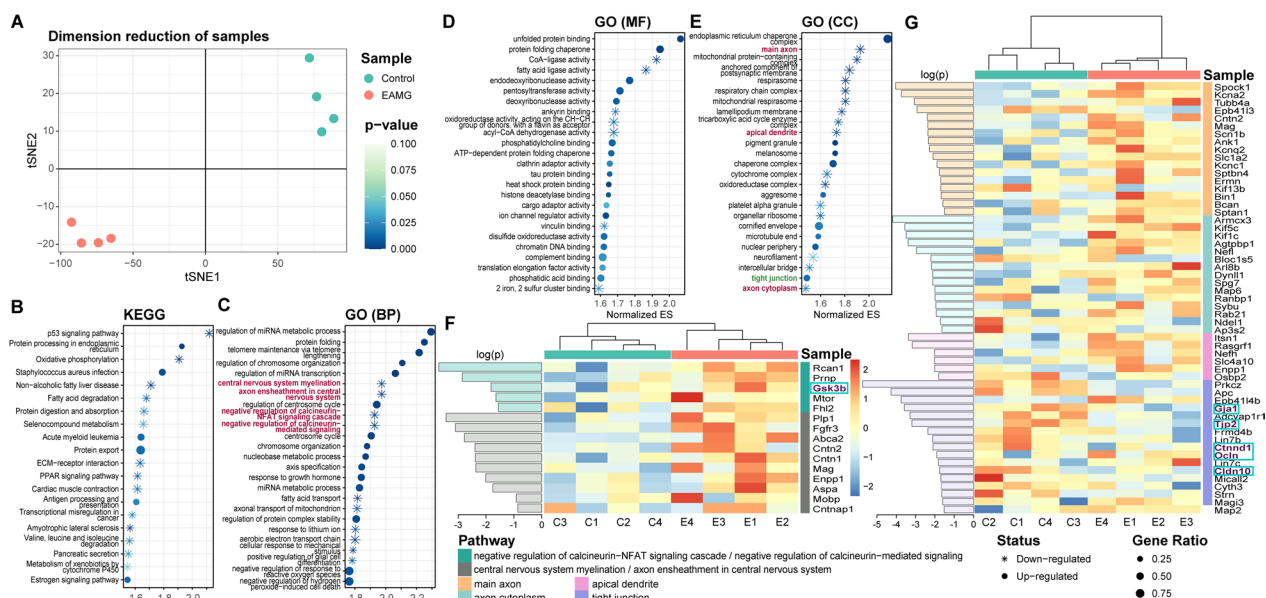 A
Dimension reduction of samples
30
20
10
0
−10
−20
tSNE2
−100
−50
0
50
tSNE1
Sample
Control
EAMG
p−value
0.100
0.075
0.050
0.025
0.000
B
KEGG
p53 signaling pathway
Protein processing in endoplasmic
reticulum
Oxidative phosphorylation
Staphylococcus aureus infection
Non−alcoholic fatty liver disease
Fatty acid degradation
Protein digestion and absorption
Selenocompound metabolism
Acute myeloid leukemia
Protein export
ECM−receptor interaction
PPAR signaling pathway
Cardiac muscle contraction
Antigen processing and
presentation
Transcriptional misregulation in
cancer
Amyotrophic lateral sclerosis
Valine, leucine and isoleucine
degradation
Pancreatic secretion
Metabolism of xenobiotics by
cytochrome P450
Estrogen signaling pathway
1.6 1.8 2.0
C
GO (BP)
regulation of miRNA metabolic process
protein folding
telomere maintenance via telomere
lengthening
regulation of chromosome organization
regulation of miRNA transcription
central nervous system myelination
axon ensheathment in central
nervous system
regulation of centrosome cycle
negative regulation of calcineurin−
NFAT signaling cascade
negative regulation of calcineurin−
mediated signaling
centrosome cycle
chromosome organization
nucleobase metabolic process
axis specification
response to growth hormone
miRNA metabolic process
fatty acid transport
axonal transport of mitochondrion
regulation of protein complex stability
response to lithium ion
aerobic electron transport chain
cellular response to mechanical
stimulus
positive regulation of glial cell
differentiation
negative regulation of response to
reactive oxygen species
negative regulation of hydrogen
peroxide−induced cell death
1.8 2.0 2.2
D
GO (MF)
unfolded protein binding
protein folding chaperone
CoA−ligase activity
fatty acid ligase activity
endodeoxyribonuclease activity
pentosyltransferase activity
deoxyribonuclease activity
ankyrin binding
oxidoreductase activity, acting on the CH−CH
group of donors, with a flavin as acceptor
acyl−CoA dehydrogenase activity
phosphatidylcholine binding
ATP−dependent protein folding chaperone
clathrin adaptor activity
tau protein binding
heat shock protein binding
histone deacetylase binding
cargo adaptor activity
ion channel regulator activity
vinculin binding
disulfide oxidoreductase activity
chromatin DNA binding
complement binding
translation elongation factor activity
phosphatidic acid binding
2 iron, 2 sulfur cluster binding
1.6 1.7 1.8 1.9 2.0
Normalized ES
E
GO (CC)
endoplasmic reticulum chaperone
complex
main axon
mitochondrial protein−containing
complex
anchored component of
postsynaptic membrane
respirasome
respiratory chain complex
mitochondrial respirasome
lamellipodium membrane
tricarboxylic acid cycle enzyme
complex
apical dendrite
pigment granule
melanosome
chaperone complex
cytochrome complex
oxidoreductase complex
aggresome
platelet alpha granule
organellar ribosome
cornified envelope
microtubule end
nuclear periphery
neurofilament
intercellular bridge
tight junction
axon cytoplasm
1.6 1.8 2.0
Normalized ES
F
log(p)
Sample
Rcan1
Prnp
Gsk3b
Mtor
Fhl2
Plp1
Fgfr3
Abca2
Cntn2
Cntn1
Mag
Enpp1
Aspa
Mobp
Cntnap1
2
1
0
−1
−2
−3 −2 −1 0
C3 C1 C2 C4 E4 E3 E1 E2
Pathway
negative regulation of calcineurin−NFAT signaling cascade / negative regulation of calcineurin−mediated signaling
central nervous system myelination / axon ensheathment in central nervous system
main axon
apical dendrite
axon cytoplasm
tight junction
G
log(p)
Sample
Spock1
Kcna2
Tubb4a
Epb41l3
Cntn2
Mag
Scn1b
Ank1
Kcnq2
Slc1a2
Kcnc1
Sptbn4
Ermn
Kif13b
Bin1
Bcan
Sptan1
Armcx3
Kif5c
Kif1c
Agtpbp1
Nefl
Bloc1s5
Arl8b
Dynll1
Spg7
Map6
Ranbp1
Sybu
Rab21
Ndel1
Ap3s2
Itsn1
Rasgrf1
Nefh
Slc4a10
Enpp1
Osbp2
Prkcz
Apc
Epb41l4b
Gja1
Adcyap1r1
Tjp2
Frmd4b
Lin7b
Ctnnd1
Ocln
Lin7c
Cldn10
Micall2
Cyth3
Strn
Magi3
Map2
−5 −4 −3 −2 −1 0
C2 C1 C4 C3 E4 E1 E2 E3
Status
Down−regulated
Up−regulated
Gene Ratio
0.25
0.50
0.75